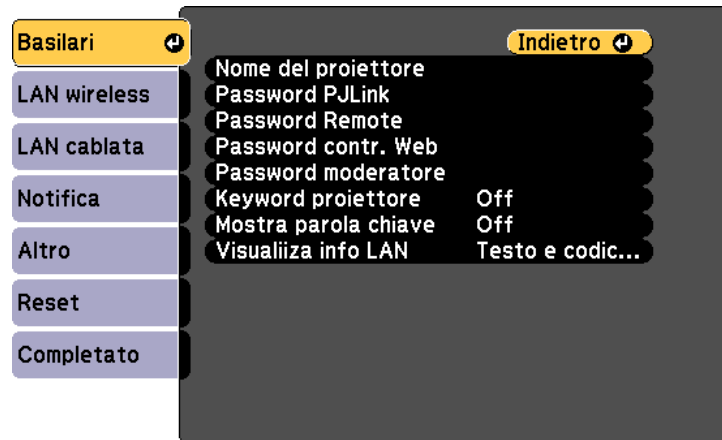 Basilari
LAN wireless
LAN cablata
Notifica
Altro
Reset
Completato
Indietro
Nome del proiettore
Password PJLink
Password Remote
Password contr. Web
Password moderatore
Keyword proiettore Off
Mostra parola chiave Off
Visualiiza info LAN Testo e codic...